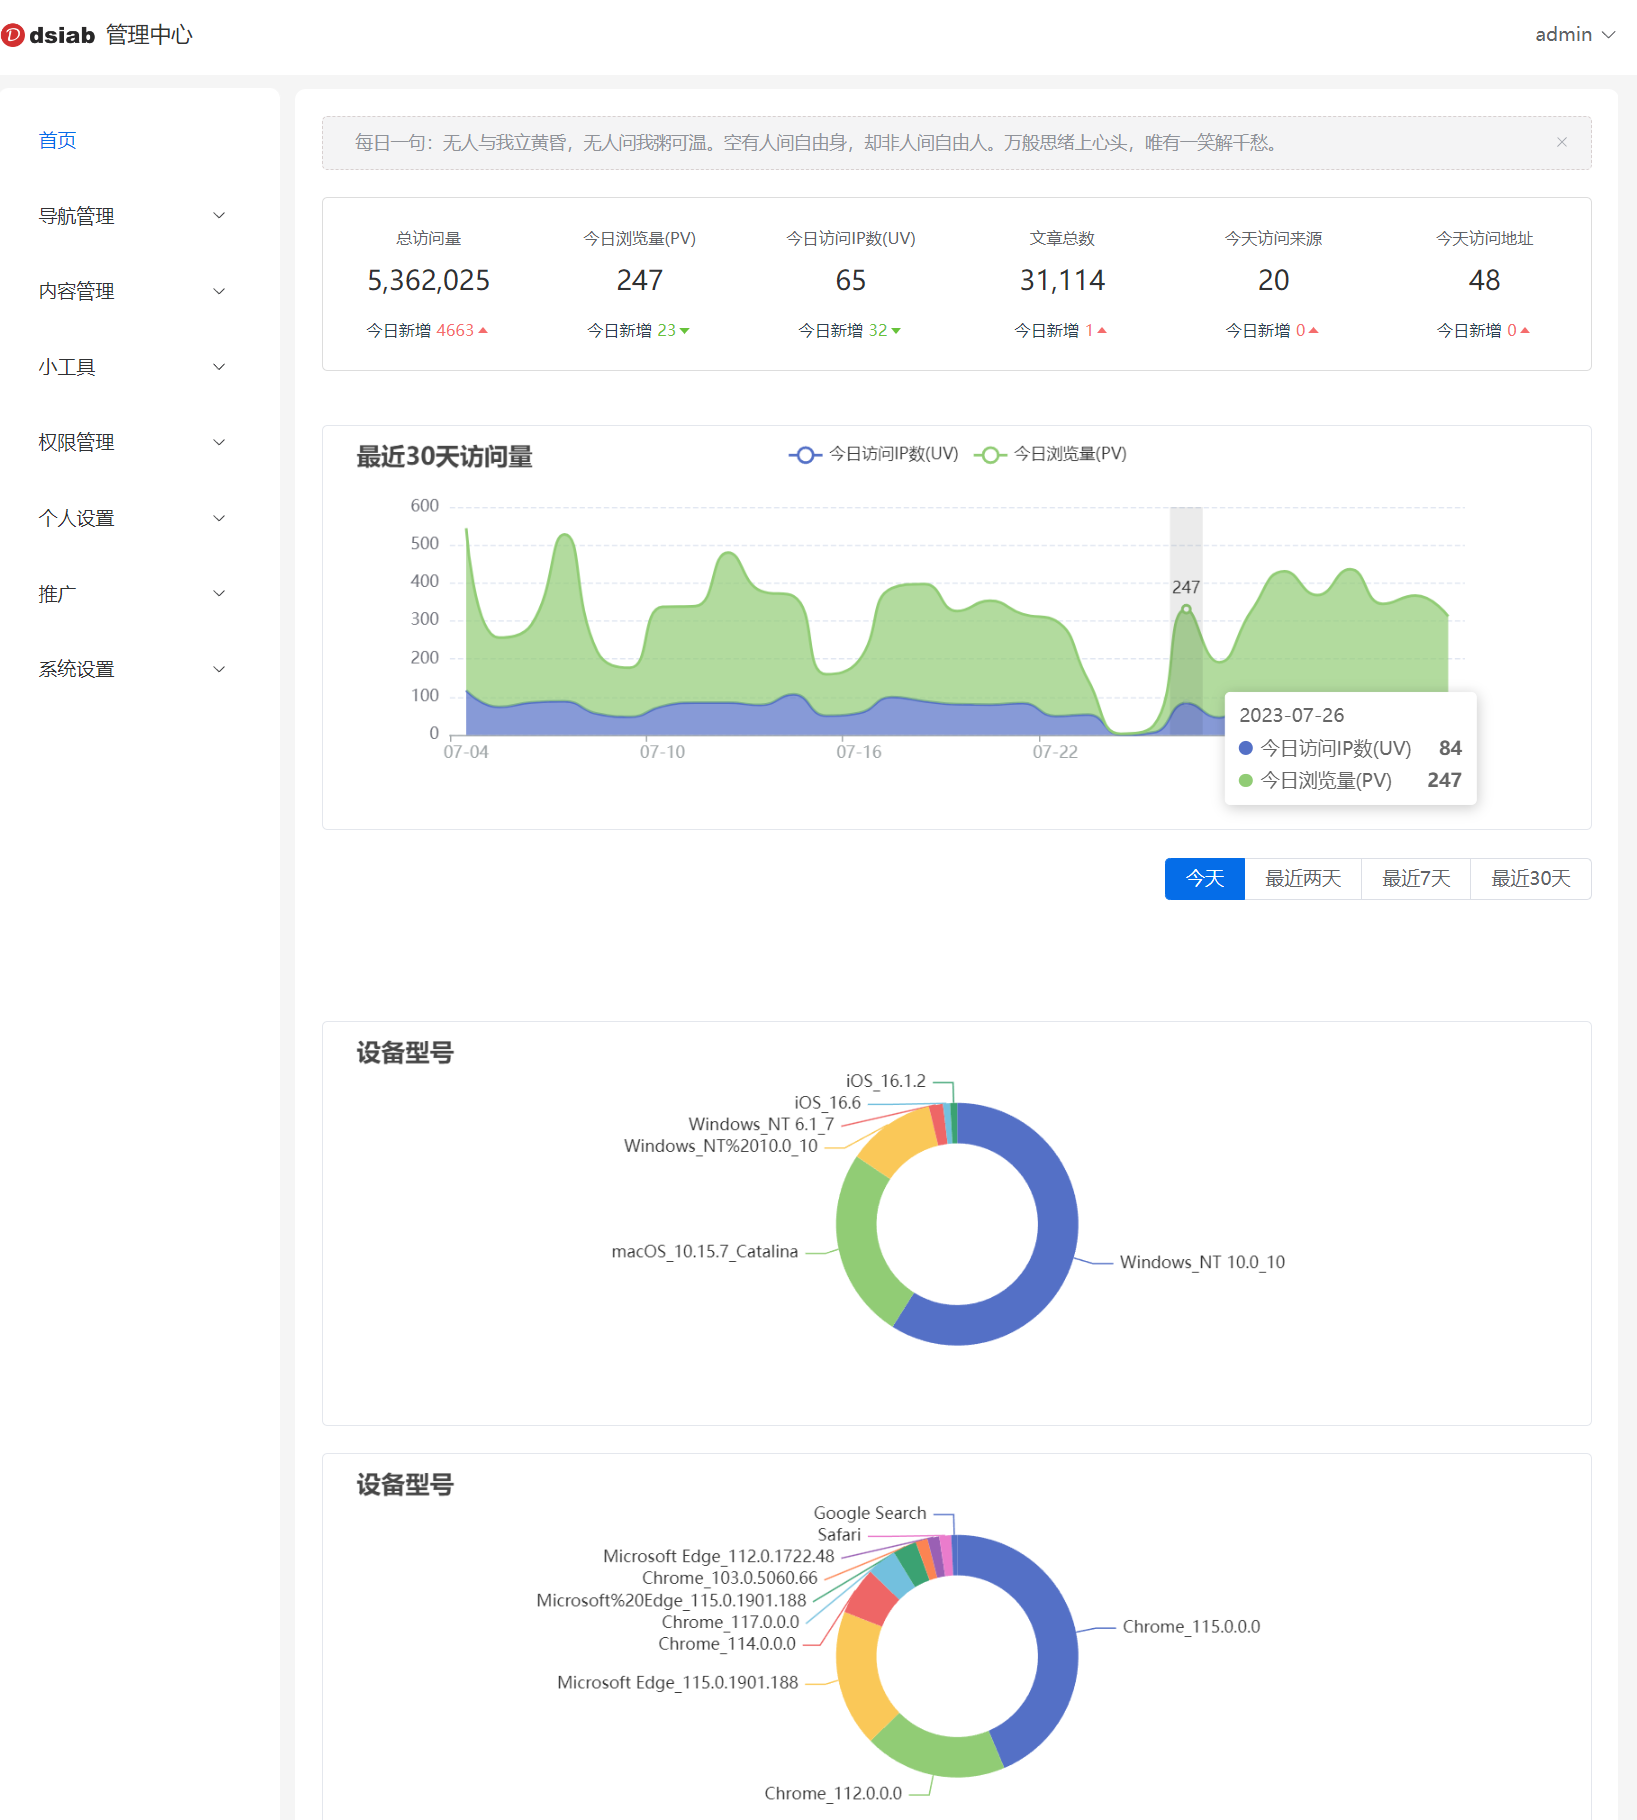 dsiab 管理中心
admin
首页
导航管理
内容管理
小工具
权限管理
个人设置
推广
系统设置
每日一句：无人与我立黄昏，无人问我粥可温。空有人间自由身，却非人间自由人。万般思绪上心头，唯有一笑解千愁。
总访问量 今日浏览量(PV) 今日访问IP数(UV) 文章总数 今天访问来源 今天访问地址
5,362,025 247 65 31,114 20 48
今日新增 4663 今日新增 23 今日新增 32 今日新增 1 今日新增 0 今日新增 0
最近30天访问量
今日访问IP数(UV) 今日浏览量(PV)
600
500
400
300
200
100
0
247
07-04 07-10 07-16 07-22
2023-07-26
今日访问IP数(UV) 84
今日浏览量(PV) 247
今天 最近两天 最近7天 最近30天
设备型号
iOS_16.1.2
iOS_16.6
Windows_NT 6.1_7
Windows_NT%2010.0_10
macOS_10.15.7_Catalina
Windows_NT 10.0_10
设备型号
Google Search
Safari
Microsoft Edge_112.0.1722.48
Chrome_103.0.5060.66
Microsoft%20Edge_115.0.1901.188
Chrome_117.0.0.0
Chrome_114.0.0.0
Chrome_115.0.0.0
Microsoft Edge_115.0.1901.188
Chrome_112.0.0.0